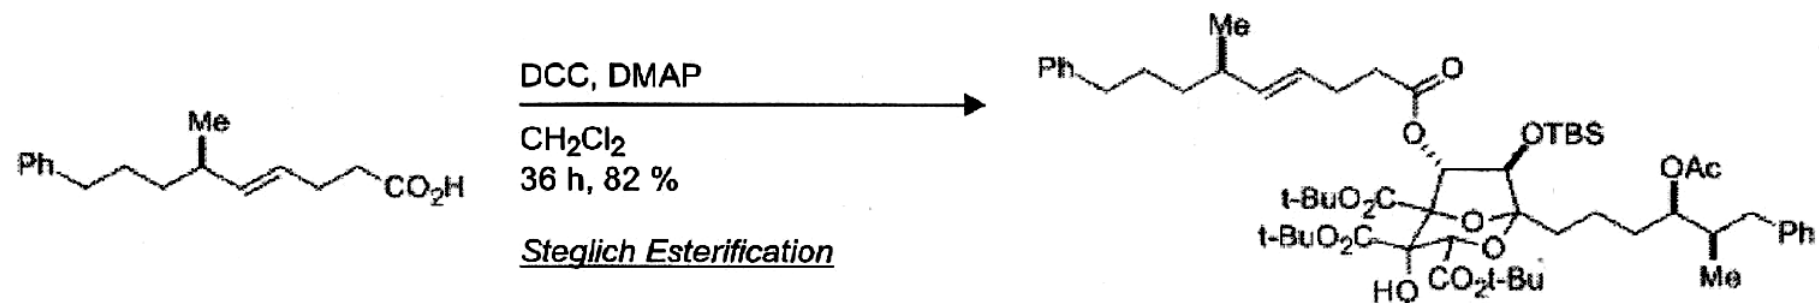 Me
Ph
CO₂H
DCC, DMAP
CH₂Cl₂
36 h, 82 %
Steglich Esterification
Me
Ph
O
O
OTBS
OAc
t-BuO₂C
O
t-BuO₂C
O
Ph
HO
CO₂t-Bu
Me